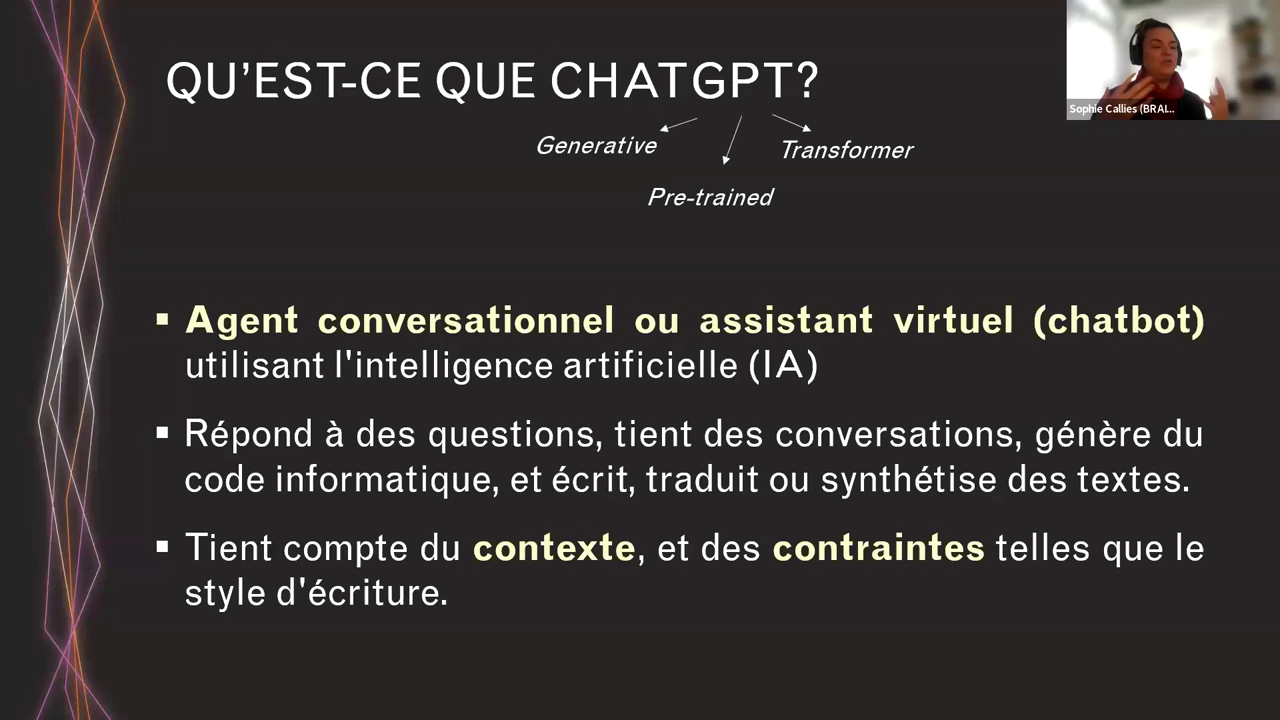 QU'EST-CE QUE CHATGPT?
Generative
Transformer
Pre-trained
▪ Agent conversationnel ou assistant virtuel (chatbot)
utilisant l'intelligence artificielle (IA)
▪ Répond à des questions, tient des conversations, génère du
code informatique, et écrit, traduit ou synthétise des textes.
▪ Tient compte du contexte, et des contraintes telles que le
style d'écriture.
Sophie Callies (BRAI...